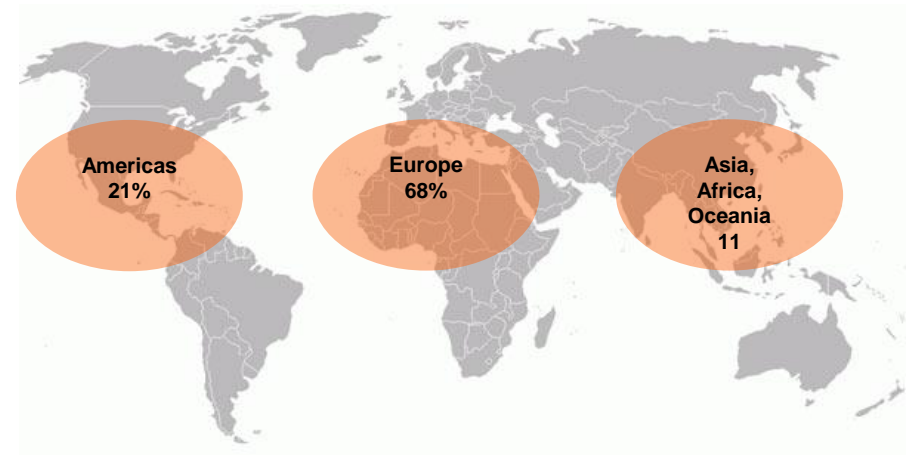 Americas
21%
Europe
68%
Asia,
Africa,
Oceania
11